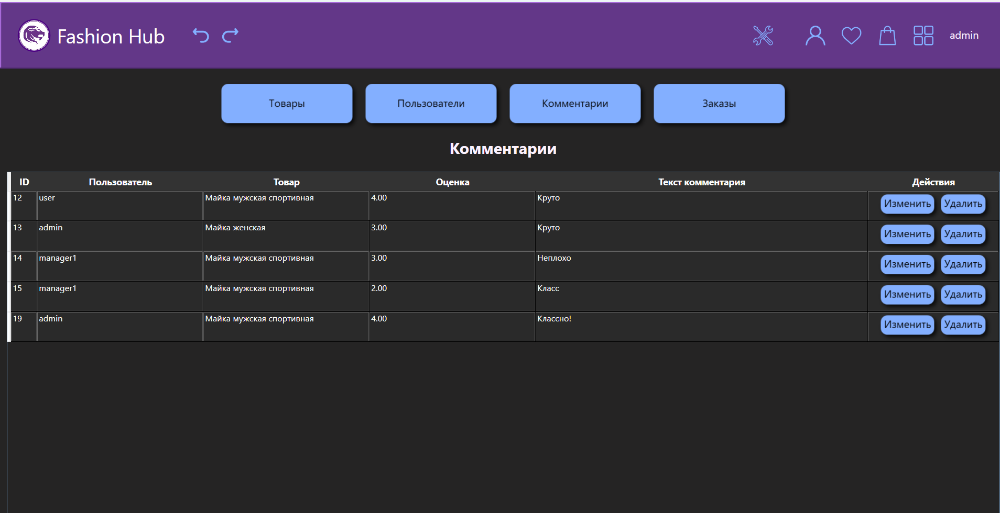 Fashion Hub admin
Товары Пользователи Комментарии Заказы
Комментарии
ID Пользователь Товар Оценка Текст комментария Действия
12 user Майка мужская спортивная 4.00 Круто Изменить Удалить
13 admin Майка женская 3.00 Круто Изменить Удалить
14 manager1 Майка мужская спортивная 3.00 Неплохо Изменить Удалить
15 manager1 Майка мужская спортивная 2.00 Класс Изменить Удалить
19 admin Майка мужская спортивная 4.00 Классно! Изменить Удалить